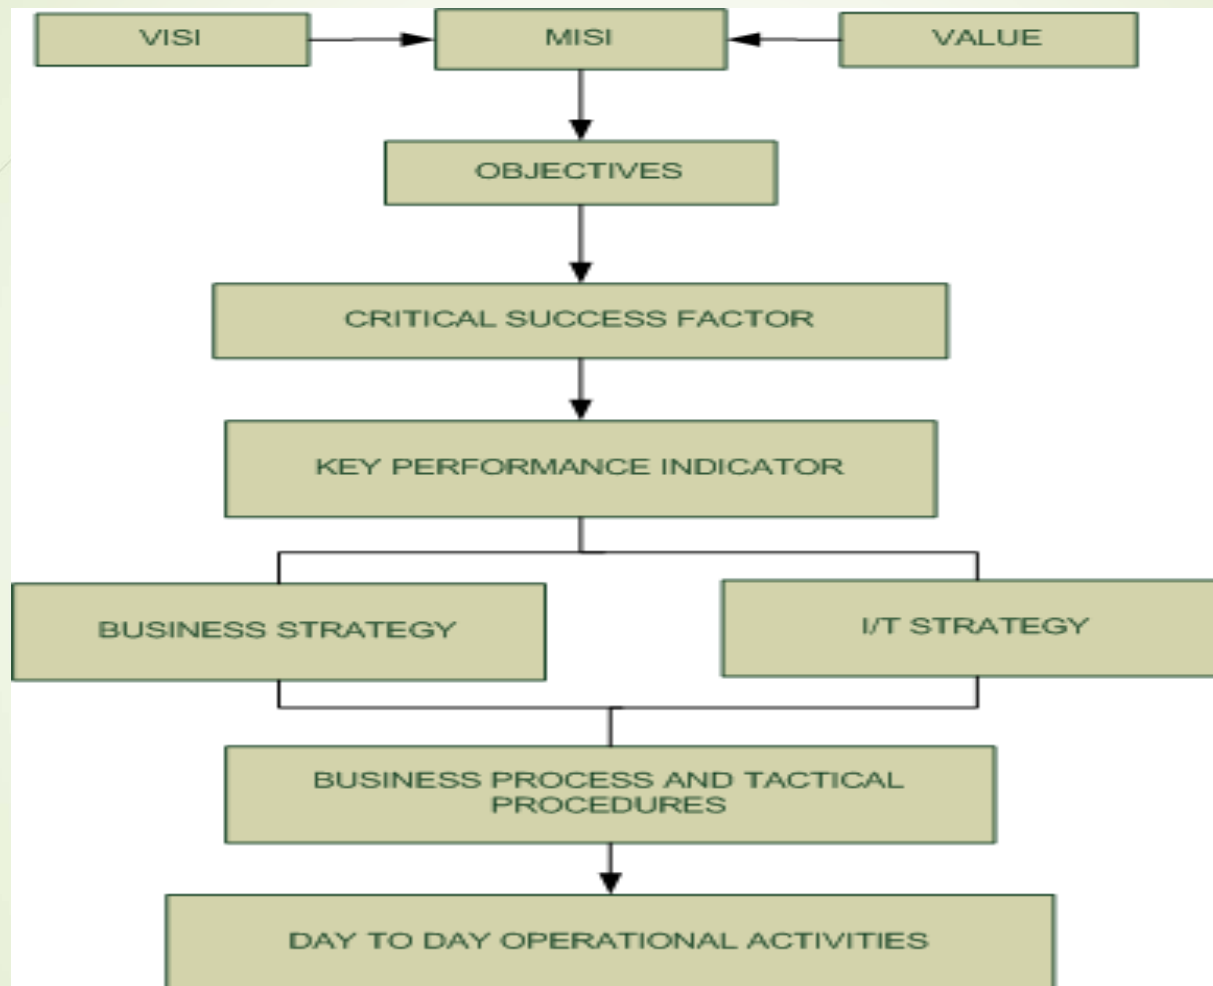 VISI
MISI
VALUE
OBJECTIVES
CRITICAL SUCCESS FACTOR
KEY PERFORMANCE INDICATOR
BUSINESS STRATEGY
I/T STRATEGY
BUSINESS PROCESS AND TACTICAL
PROCEDURES
DAY TO DAY OPERATIONAL ACTIVITIES